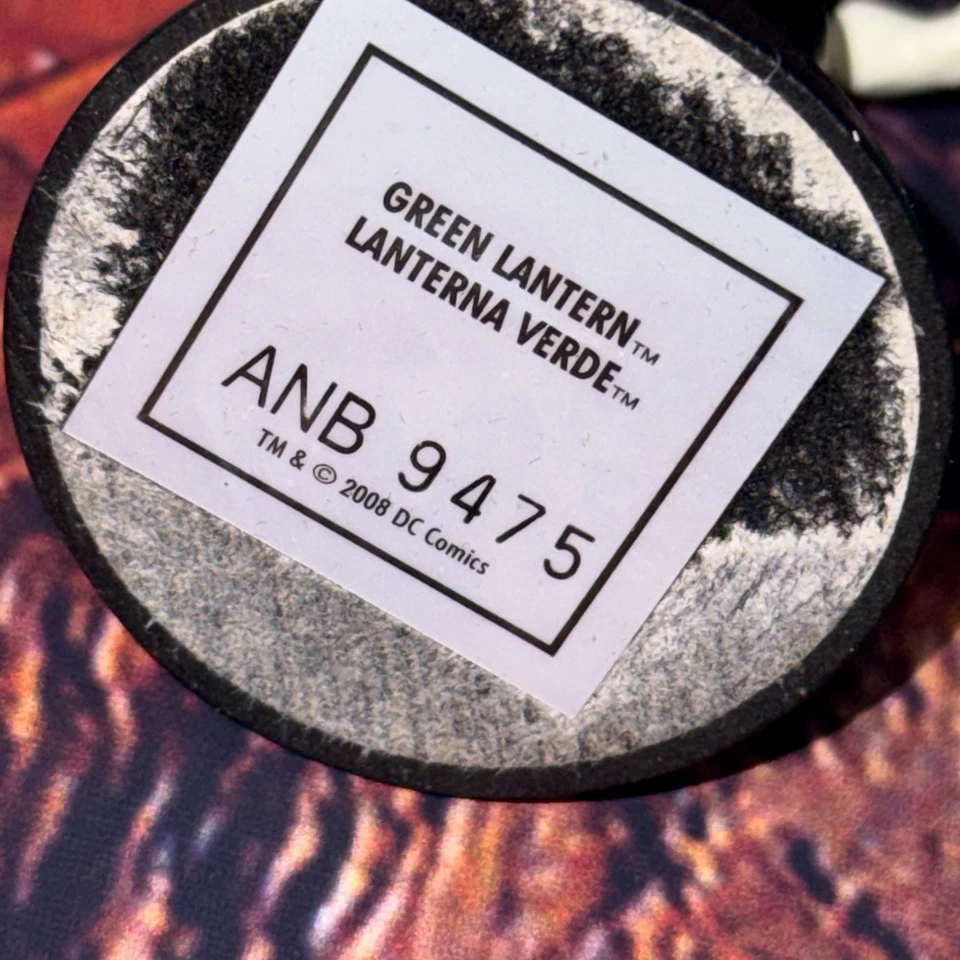 GREEN LANTERN™
LANTERNA VERDE™
ANB 9475
TM & © 2008 DC Comics